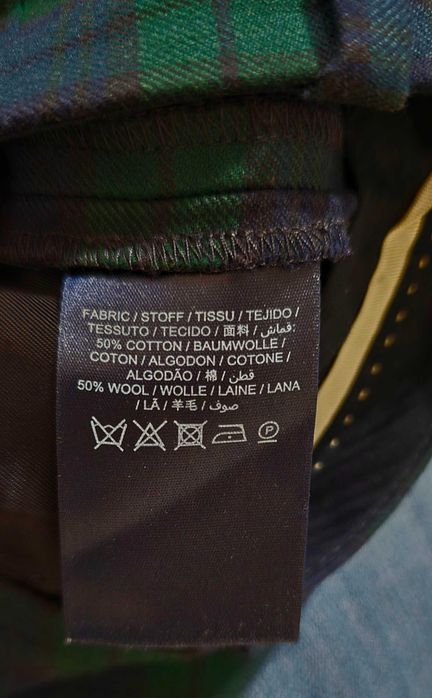 FABRIC / STOFF / TISSU / TEJIDO /
TESSUTO / TECIDO / 面料 / قماش:
50% COTTON / BAUMWOLLE /
COTON / ALGODON / COTONE /
ALGODÃO / 棉 / قطن /
50% WOOL / WOLLE / LAINE / LANA
/ LÃ / 羊毛 / صوف /
P